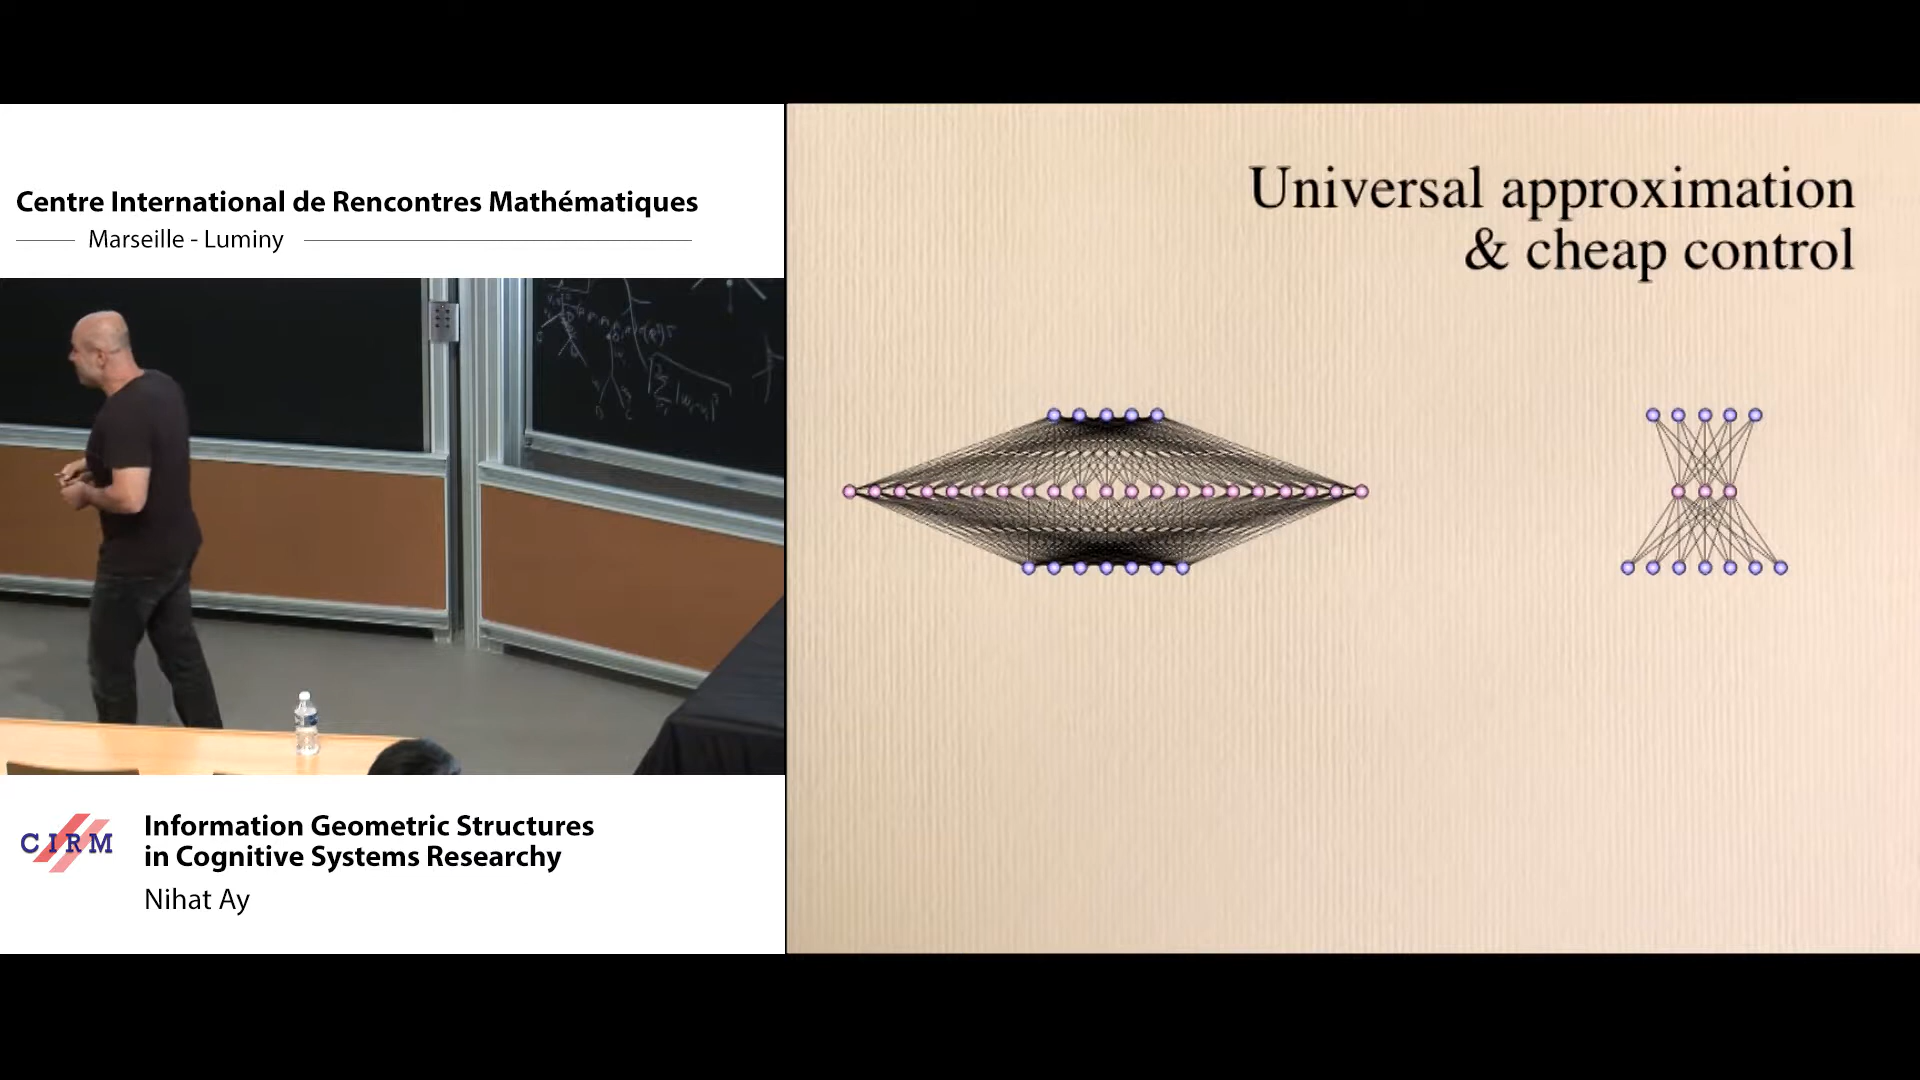 Centre International de Rencontres Mathématiques
Marseille - Luminy
Universal approximation
& cheap control
CIRM
Information Geometric Structures
in Cognitive Systems Researchy
Nihat Ay